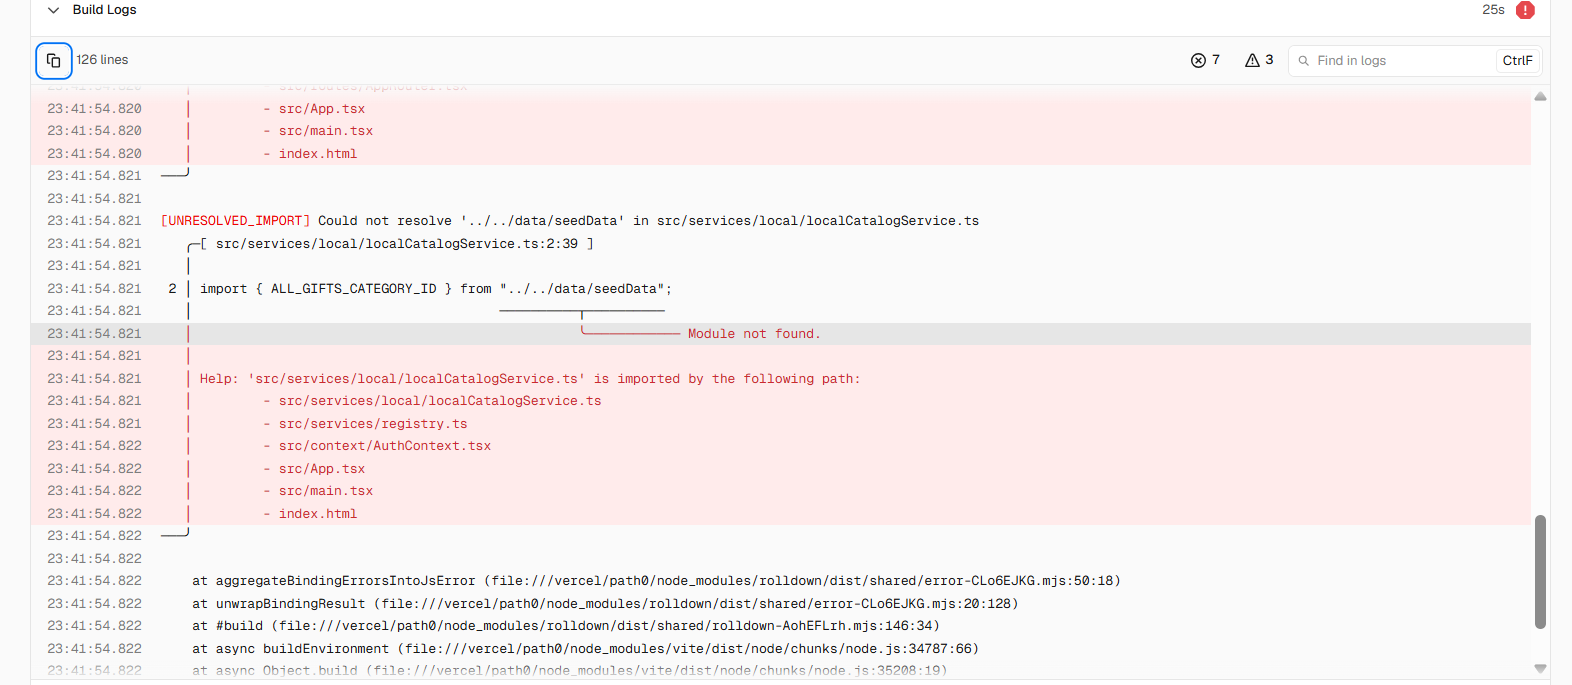 Build Logs
25s
126 lines
7
3
Find in logs
CtrlF
- src/routes/AppRouter.tsx
23:41:54.820 - src/App.tsx
23:41:54.820 - src/main.tsx
23:41:54.820 - index.html
23:41:54.821
23:41:54.821
23:41:54.821 [UNRESOLVED_IMPORT] Could not resolve '../../data/seedData' in src/services/local/localCatalogService.ts
23:41:54.821 [ src/services/local/localCatalogService.ts:2:39 ]
23:41:54.821
23:41:54.821 2 │ import { ALL_GIFTS_CATEGORY_ID } from "../../data/seedData";
23:41:54.821
23:41:54.821 Module not found.
23:41:54.821
23:41:54.821 Help: 'src/services/local/localCatalogService.ts' is imported by the following path:
23:41:54.821 - src/services/local/localCatalogService.ts
23:41:54.821 - src/services/registry.ts
23:41:54.822 - src/context/AuthContext.tsx
23:41:54.822 - src/App.tsx
23:41:54.822 - src/main.tsx
23:41:54.822 - index.html
23:41:54.822
23:41:54.822
23:41:54.822 at aggregateBindingErrorsIntoJsError (file:///vercel/path0/node_modules/rolldown/dist/shared/error-CLo6EJKG.mjs:50:18)
23:41:54.822 at unwrapBindingResult (file:///vercel/path0/node_modules/rolldown/dist/shared/error-CLo6EJKG.mjs:20:128)
23:41:54.822 at #build (file:///vercel/path0/node_modules/rolldown/dist/shared/rolldown-AohEFLrh.mjs:146:34)
23:41:54.822 at async buildEnvironment (file:///vercel/path0/node_modules/vite/dist/node/chunks/node.js:34787:66)
23:41:54.822 at async Object.build (file:///vercel/path0/node_modules/vite/dist/node/chunks/node.js:35208:19)